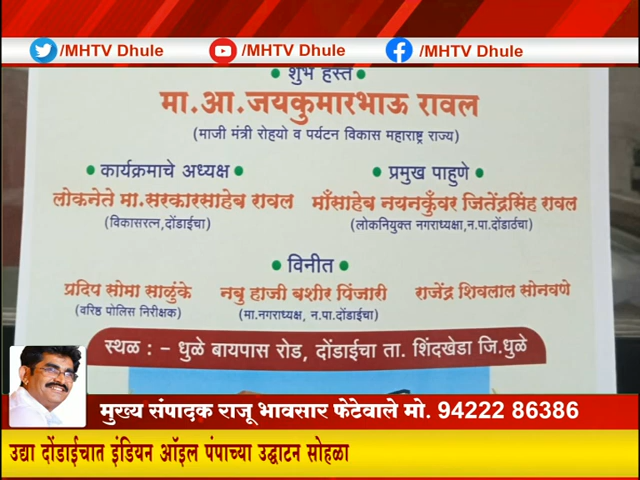 /MHTV Dhule /MHTV Dhule /MHTV Dhule
• शुभ हस्ते •
मा.आ.जयकुमारभाऊ रावल
(माजी मंत्री रोहयो व पर्यटन विकास महाराष्ट्र राज्य)
• कार्यक्रमाचे अध्यक्ष • • प्रमुख पाहुणे •
लोकनेते मा.सरकारसाहेब रावल माँसाहेब नयनकुँवर जितेंद्रसिंह रावल
(विकासरत्न,दोंडाईचा) (लोकनियुक्त नगराध्यक्षा,न.पा.दोंडाईचा)
• विनीत •
प्रदिप सोमा साळुंके नबु हाजी बशीर पिंजारी राजेंद्र शिवलाल सोनवणे
(वरिष्ठ पोलिस निरीक्षक) (मा.नगराध्यक्ष, न.पा.दोंडाईचा)
स्थळ : – धुळे बायपास रोड, दोंडाईचा ता. शिंदखेडा जि.धुळे
मुख्य संपादक राजू भावसार फेटेवाले मो. 94222 86386
उद्या दोंडाईचात इंडियन ऑइल पंपाच्या उद्घाटन सोहळा